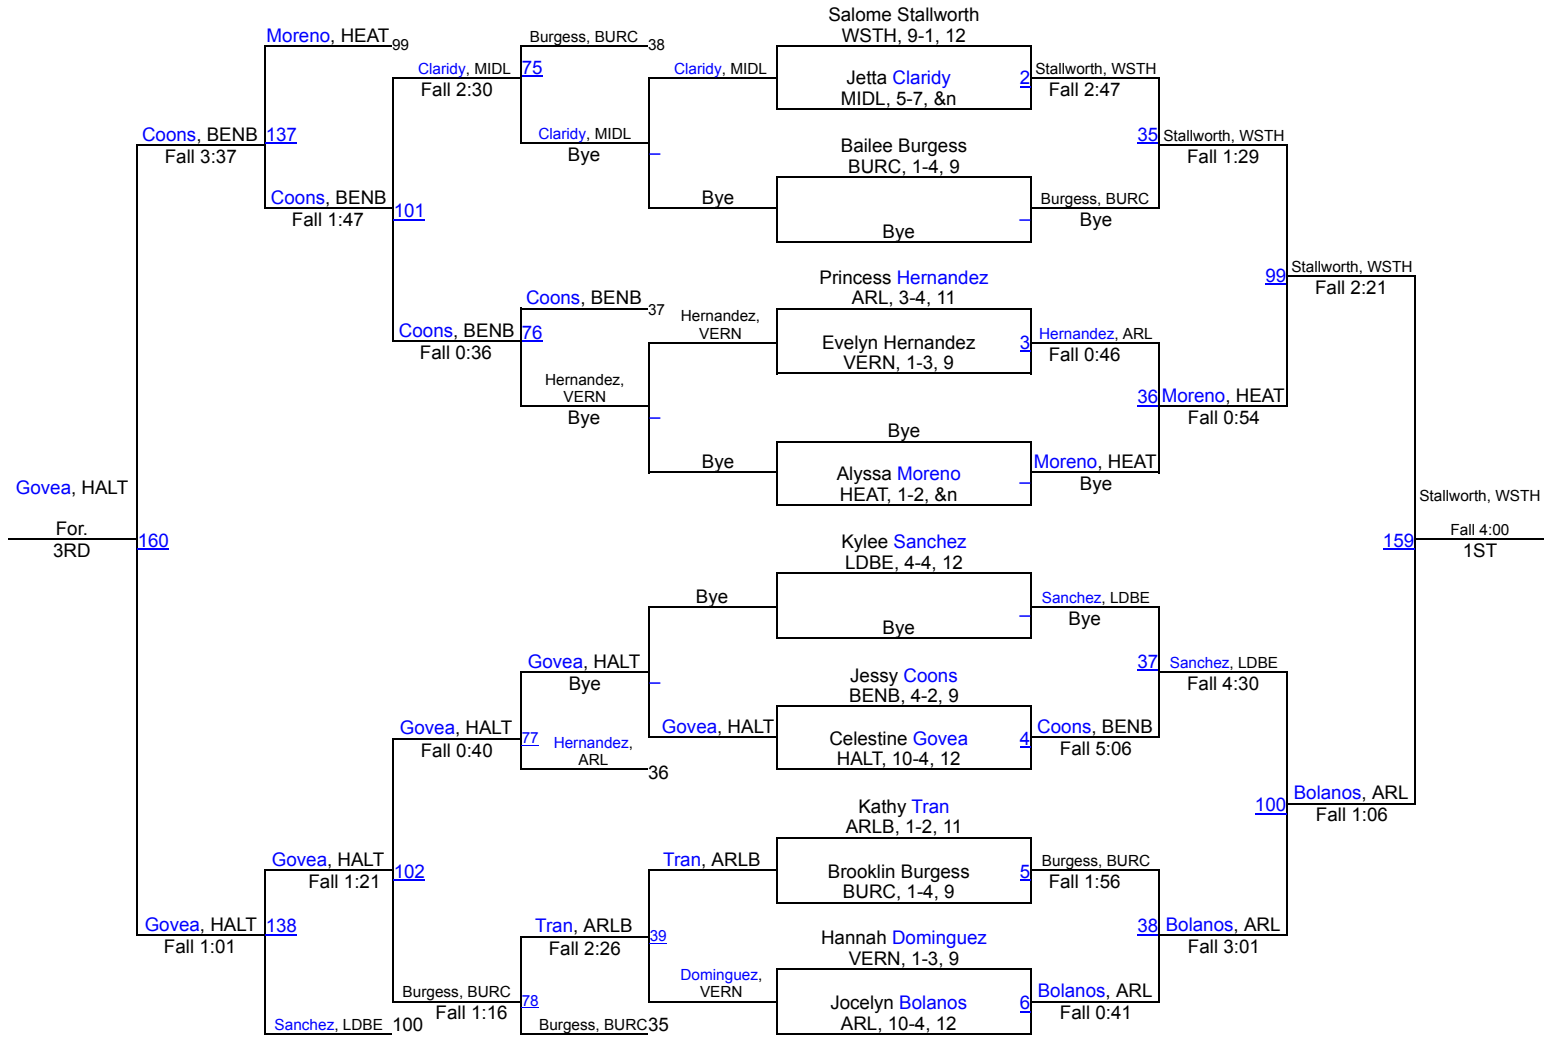 Salome Stallworth
WSTH, 9-1, 12
Moreno, HEAT
99
Burgess, BURC
38
Claridy, MIDL
75
Fall 2:30
Claridy, MIDL
Jetta Claridy
MIDL, 5-7, &n
2
Stallworth, WSTH
Fall 2:47
Coons, BENB
137
Fall 3:37
Claridy, MIDL
Bye
Bailee Burgess
BURC, 1-4, 9
35
Stallworth, WSTH
Fall 1:29
Coons, BENB
Fall 1:47
101
Bye
Bye
Burgess, BURC
Bye
Princess Hernandez
ARL, 3-4, 11
99
Stallworth, WSTH
Fall 2:21
Coons, BENB
37
Coons, BENB
76
Fall 0:36
Hernandez,
VERN
Evelyn Hernandez
VERN, 1-3, 9
3
Hernandez, ARL
Fall 0:46
Hernandez,
VERN
Bye
36
Moreno, HEAT
Fall 0:54
Bye
Bye
Alyssa Moreno
HEAT, 1-2, &n
Moreno, HEAT
Bye
Govea, HALT
For.
3RD
160
Stallworth, WSTH
Fall 4:00
1ST
159
Kylee Sanchez
LDBE, 4-4, 12
Bye
Bye
Sanchez, LDBE
Bye
Govea, HALT
Bye
Jessy Coons
BENB, 4-2, 9
37
Sanchez, LDBE
Fall 4:30
Govea, HALT
Fall 0:40
77
Hernandez,
ARL
36
Govea, HALT
Celestine Govea
HALT, 10-4, 12
4
Coons, BENB
Fall 5:06
Kathy Tran
ARLB, 1-2, 11
100
Bolanos, ARL
Fall 1:06
Govea, HALT
Fall 1:21
102
Tran, ARLB
Brooklin Burgess
BURC, 1-4, 9
5
Burgess, BURC
Fall 1:56
Govea, HALT
Fall 1:01
138
Tran, ARLB
Fall 2:26
39
Hannah Dominguez
VERN, 1-3, 9
38
Bolanos, ARL
Fall 3:01
Burgess, BURC
Fall 1:16
78
Dominguez,
VERN
Jocelyn Bolanos
ARL, 10-4, 12
6
Bolanos, ARL
Fall 0:41
Sanchez, LDBE
100
Burgess, BURC
35